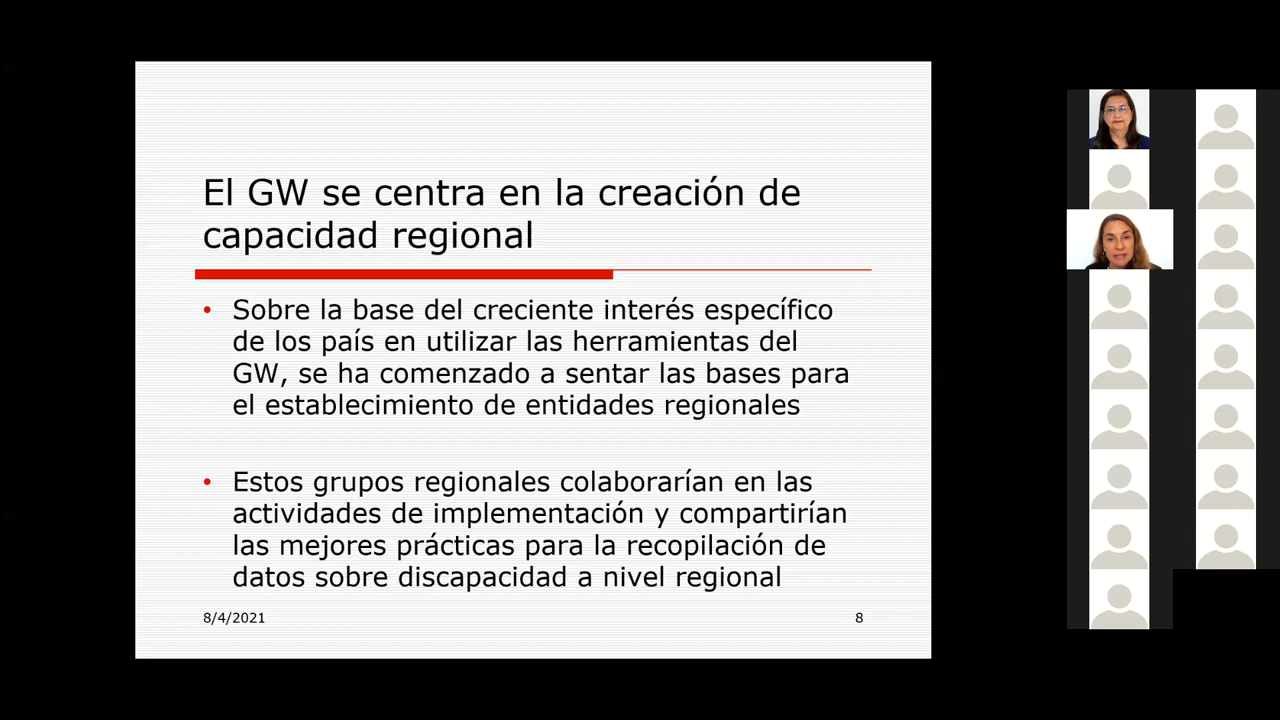 El GW se centra en la creación de
capacidad regional
• Sobre la base del creciente interés específico
de los país en utilizar las herramientas del
GW, se ha comenzado a sentar las bases para
el establecimiento de entidades regionales
• Estos grupos regionales colaborarían en las
actividades de implementación y compartirían
las mejores prácticas para la recopilación de
datos sobre discapacidad a nivel regional
8/4/2021
8